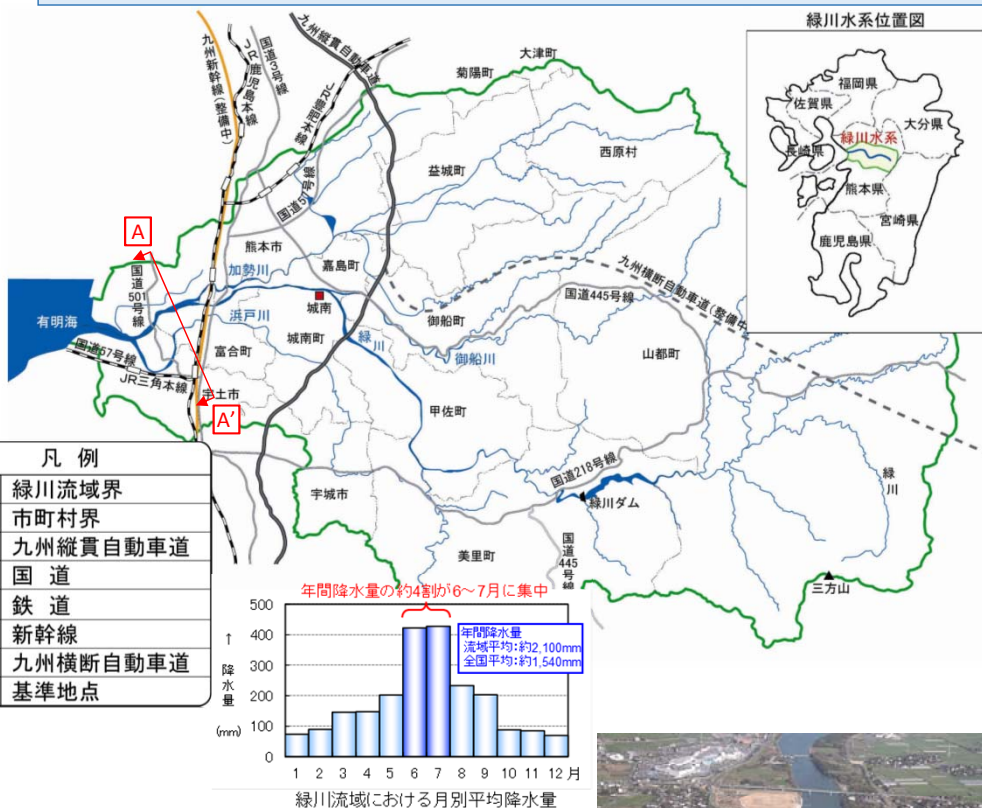 緑川水系位置図
福岡県
佐賀県
大分県
緑川水系
長崎県
熊本県
宮崎県
鹿児島県
九州新幹線(整備中)
JR鹿児島本線
国道3号線
九州縦貫自動車道
JR豊肥本線
大津町
菊陽町
西原村
益城町
国道57号線
A
熊本市
国道
501
号線
加勢川
嘉島町
九州横断自動車道(整備中)
国道445号線
有明海
浜戸川
城南
御船町
城南町
緑川
御船川
山都町
国道57号線
富合町
JR三角本線
宇土市
A'
甲佐町
国道218号線
緑川
緑川ダム
宇城市
美里町
国道
445
号線
三方山
凡 例
緑川流域界
市町村界
九州縦貫自動車道
国 道
鉄 道
新幹線
九州横断自動車道
基準地点
年間降水量の約4割が6～7月に集中
500
400
300
200
100
0
↑
降水量
(mm)
年間降水量
流域平均:約2,100mm
全国平均:約1,540mm
1 2 3 4 5 6 7 8 9 10 11 12 月
緑川流域における月別平均降水量